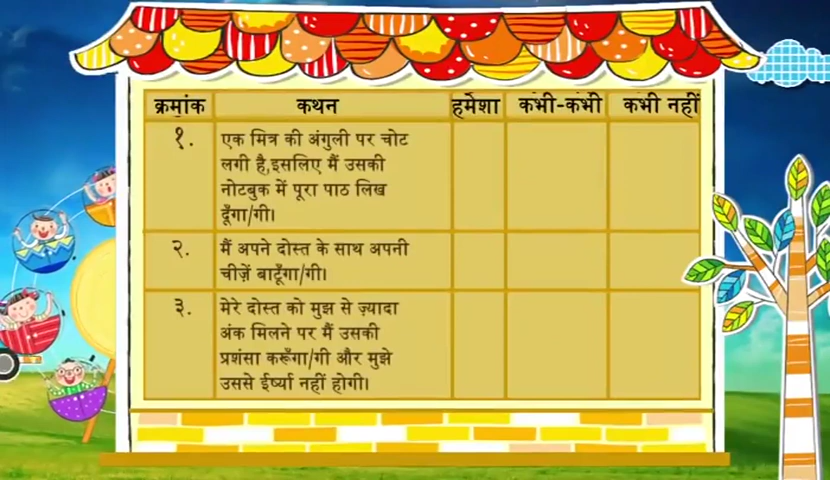 क्रमांक कथन हमेशा कभी-कभी कभी नहीं
१. एक मित्र की अंगुली पर चोट
लगी है,इसलिए मैं उसकी
नोटबुक में पूरा पाठ लिख
दूँगा/गी।
२. मैं अपने दोस्त के साथ अपनी
चीज़ें बाटूँगा/गी।
३. मेरे दोस्त को मुझ से ज़्यादा
अंक मिलने पर मैं उसकी
प्रशंसा करूँगा/गी और मुझे
उससे ईर्ष्या नहीं होगी।